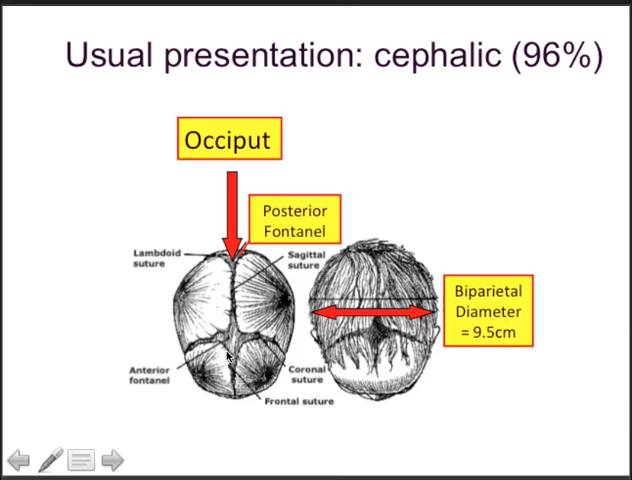 Usual presentation: cephalic (96%)
Occiput
Posterior
Fontanel
Lambdoid
suture
Sagittal
suture
Biparietal
Diameter
= 9.5cm
Anterior
fontanel
Coronal
suture
Frontal suture